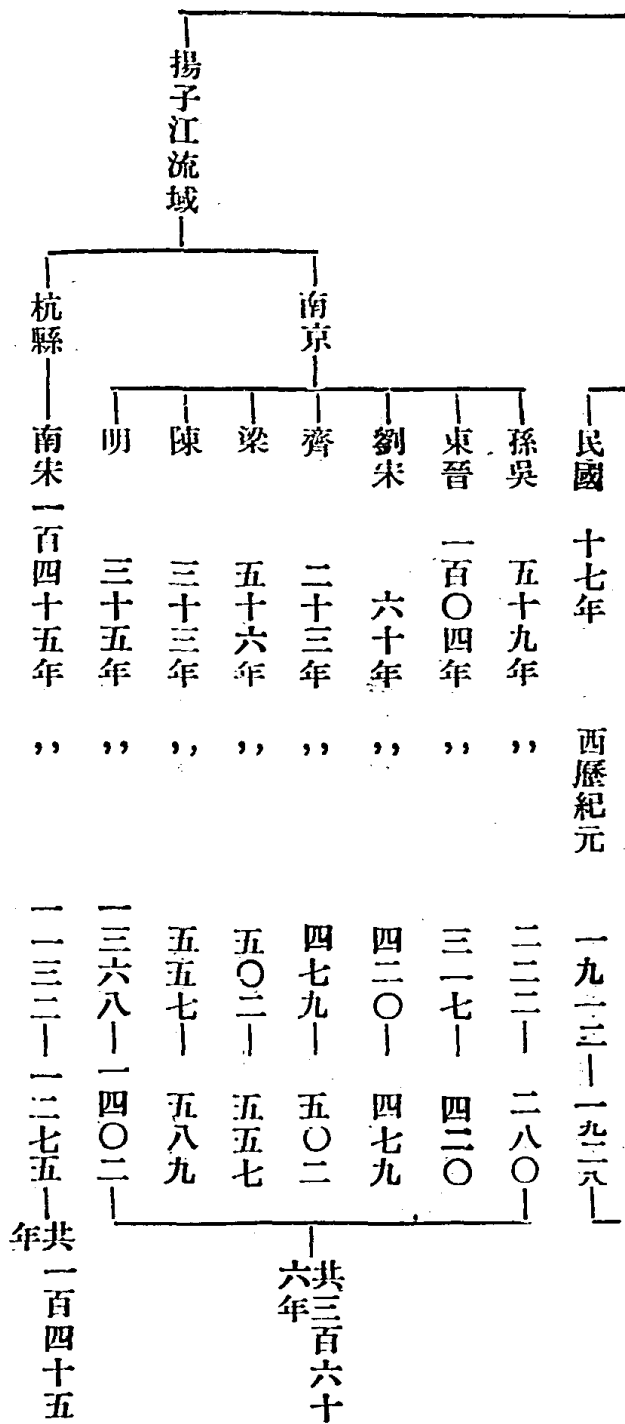 民國 十七年 西歷紀元 一九一二—一九二八
孫吳 五十九年 ,, 二二二—二八〇
東晉 一百〇四年 ,, 三一七—四二〇
劉宋 六十年 ,, 四二〇—四七九
南京
齊 二十三年 ,, 四七九—五〇二
共三百六十六年
梁 五十六年 ,, 五〇二—五五七
陳 三十三年 ,, 五五七—五八九
揚子江流域
明 三十五年 ,, 一三六八—一四〇二
杭縣 南宋 一百四十五年 ,, 一一三二—一二七五 共一百四十五年